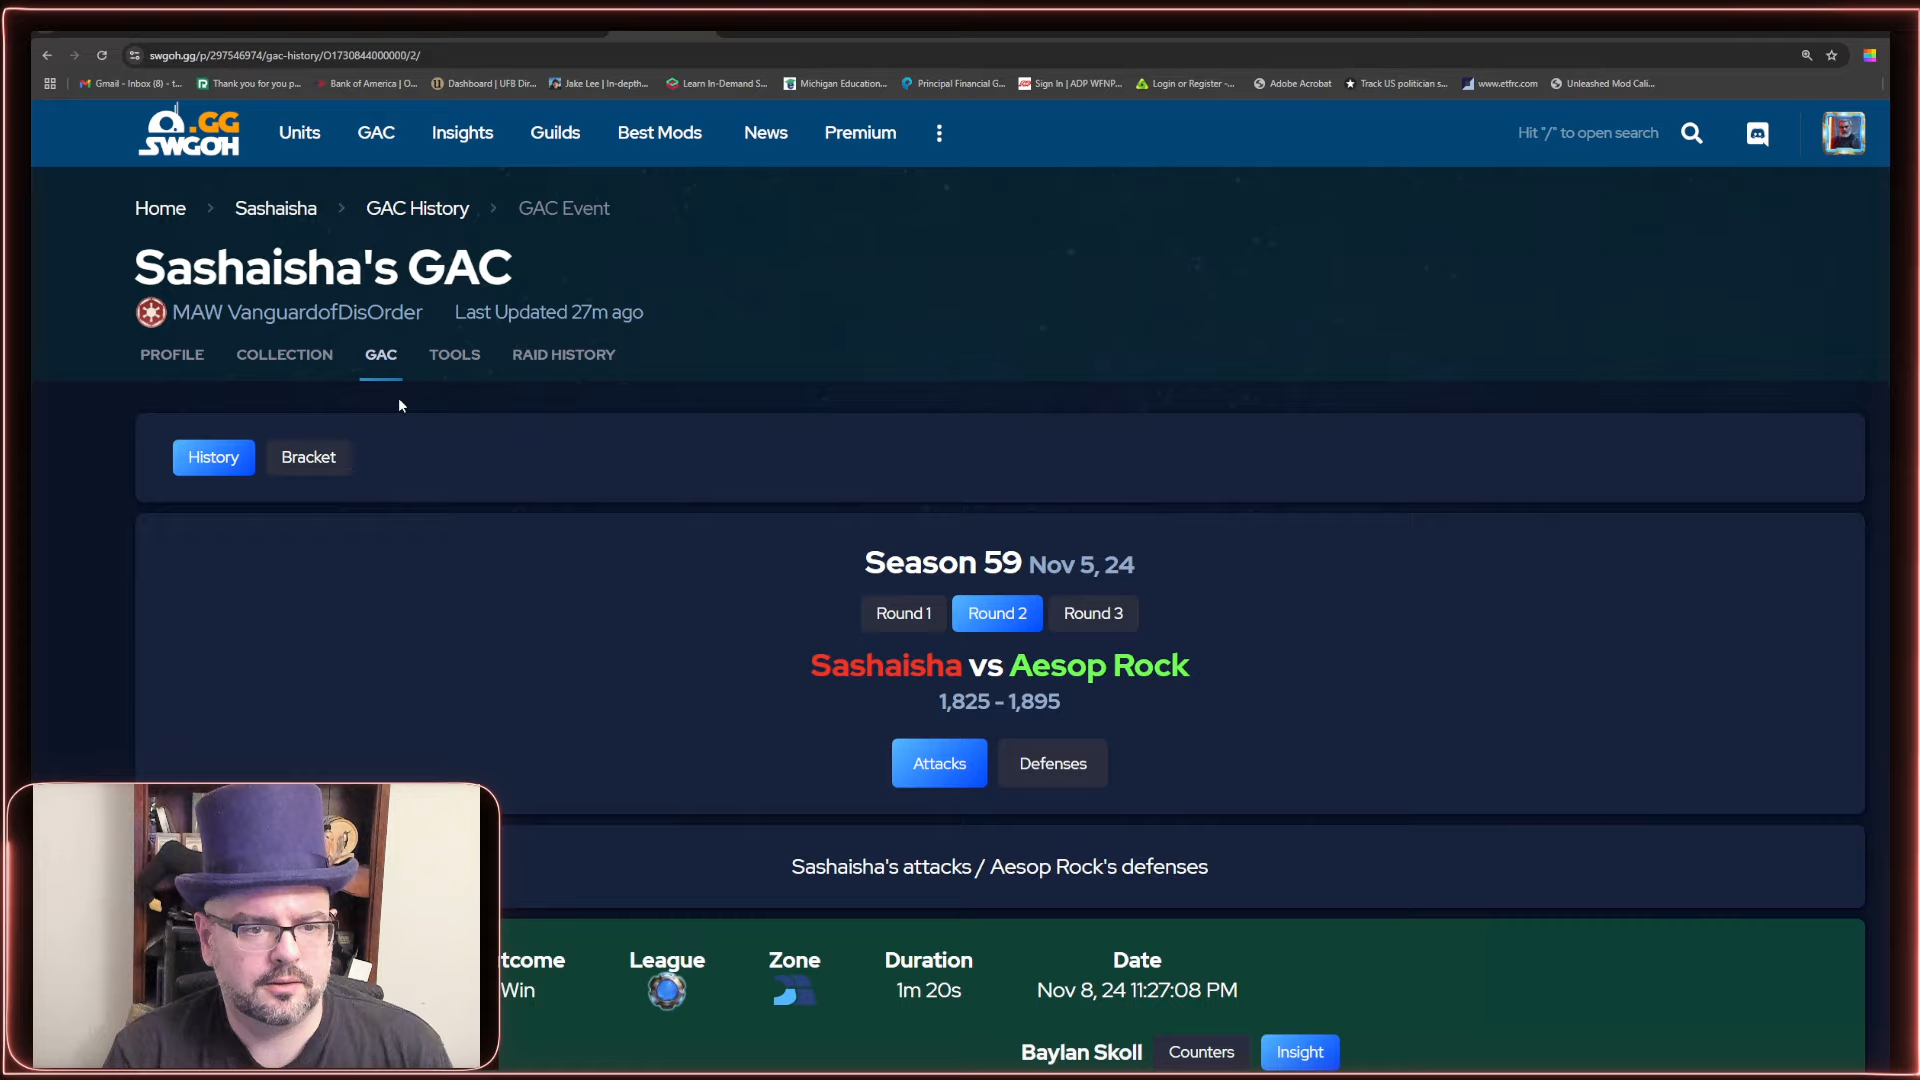 swgoh.gg/p/297546974/gac-history/O1730844000000/2/
Gmail - Inbox (8) - t... Thank you for you p... Bank of America | O... Dashboard | UFB Dir... Jake Lee | In-depth... Learn In-Demand S... Michigan Education... Principal Financial G... Sign In | ADP WFNP... Login or Register -... Adobe Acrobat Track US politician s... www.etfrc.com Unleashed Mod Cali...
.GG
SWGOH
Units GAC Insights Guilds Best Mods News Premium Hit "/" to open search
Home > Sashaisha > GAC History > GAC Event
Sashaisha's GAC
MAW VanguardofDisOrder Last Updated 27m ago
PROFILE COLLECTION GAC TOOLS RAID HISTORY
History Bracket
Season 59 Nov 5, 24
Round 1 Round 2 Round 3
Sashaisha vs Aesop Rock
1,825 - 1,895
Attacks Defenses
Sashaisha's attacks / Aesop Rock's defenses
tcome League Zone Duration Date
Win 1m 20s Nov 8, 24 11:27:08 PM
Baylan Skoll Counters Insight